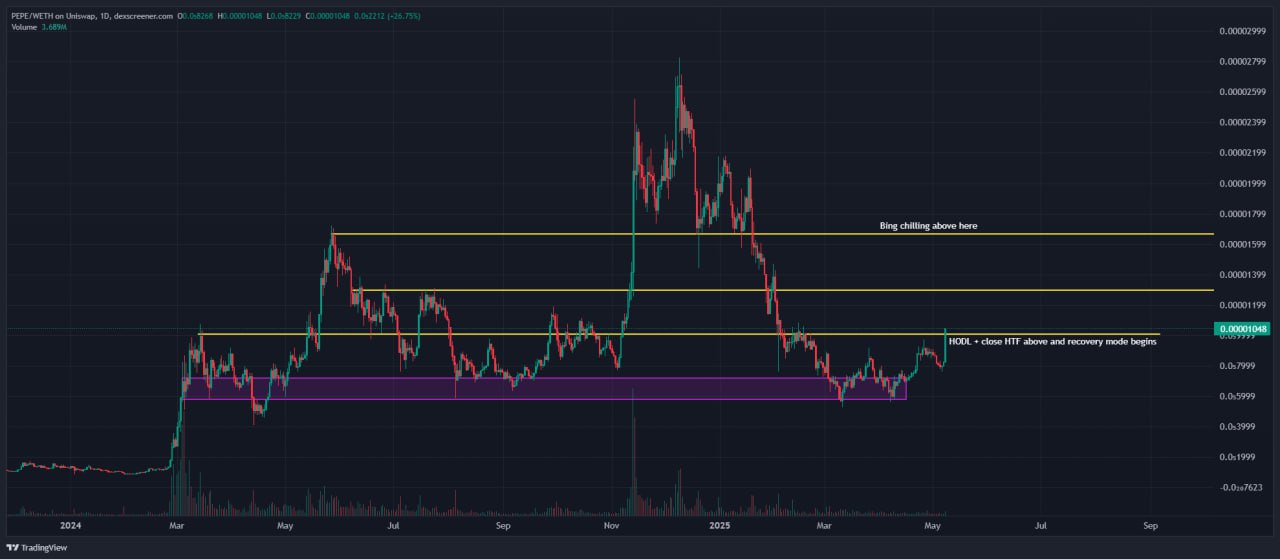 PEPE/WETH on Uniswap, 1D, dexscreener.com O0.0₅8268 H0.00001048 L0.0₅8229 C0.00001048 0.0₅2212 (+26.75%)
Volume 3.689M
0.00002999
0.00002799
0.00002599
0.00002399
0.00002199
0.00001999
0.00001799
0.00001599
0.00001399
0.00001199
0.00001048
0.0₅7999
0.0₅5999
0.0₅3999
0.0₅1999
Bing chilling above here
HODL + close HTF above and recovery mode begins
2024
Mar
May
Jul
Sep
Nov
2025
Mar
May
Jul
Sep
TradingView